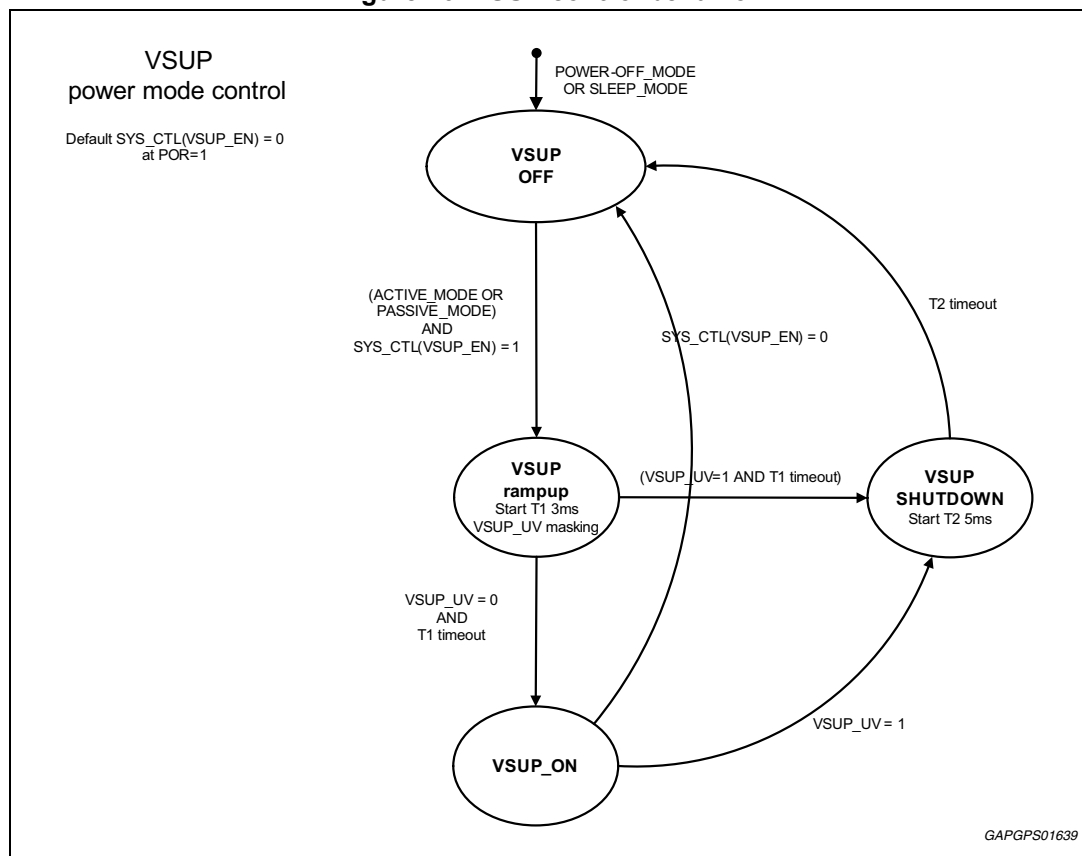 VSUP
power mode control
Default SYS_CTL(VSUP_EN) = 0
at POR=1
POWER-OFF_MODE
OR SLEEP_MODE
VSUP
OFF
(ACTIVE_MODE OR
PASSIVE_MODE)
AND
SYS_CTL(VSUP_EN) = 1
SYS_CTL(VSUP_EN) = 0
T2 timeout
VSUP
rampup
Start T1 3ms
VSUP_UV masking
(VSUP_UV=1 AND T1 timeout)
VSUP
SHUTDOWN
Start T2 5ms
VSUP_UV = 0
AND
T1 timeout
VSUP_UV = 1
VSUP_ON
GAPGPS01639